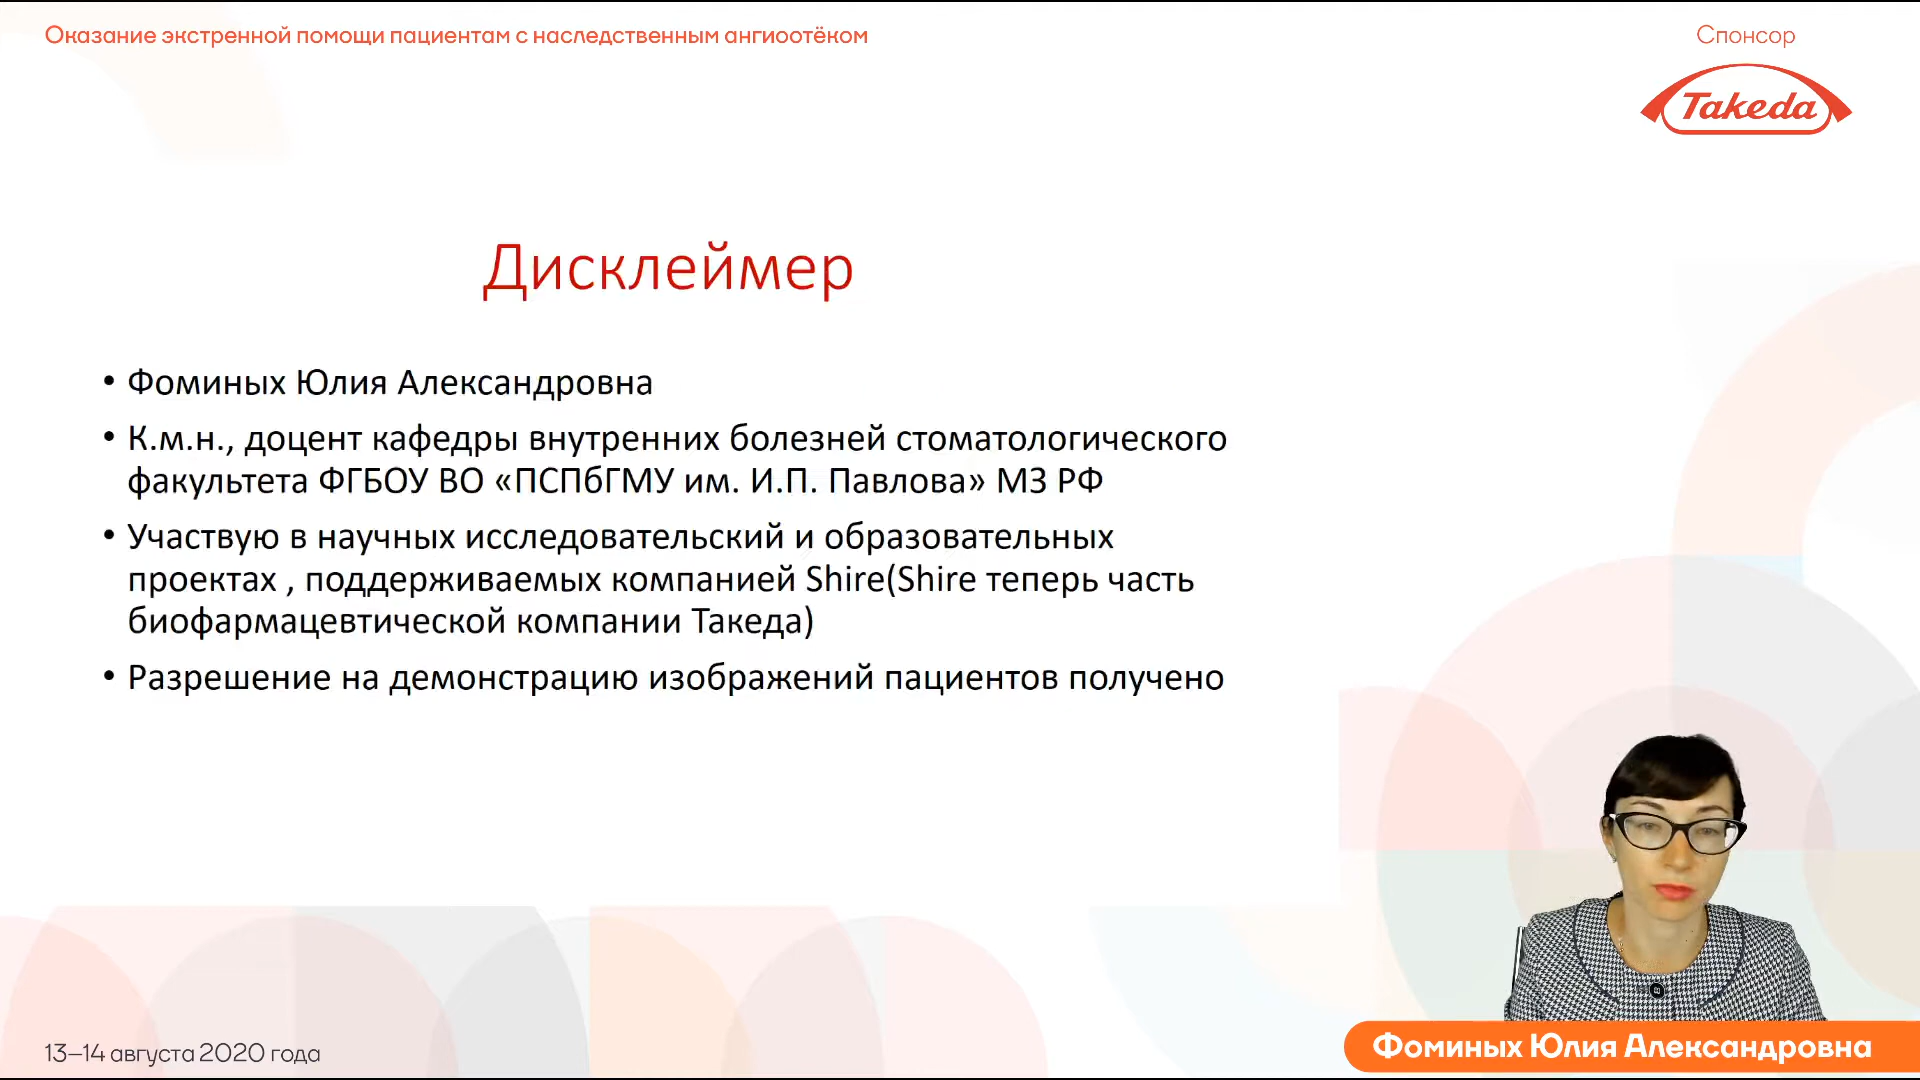 Оказание экстренной помощи пациентам с наследственным ангиоотёком
Спонсор
Takeda
Дисклеймер
• Фоминых Юлия Александровна
• К.м.н., доцент кафедры внутренних болезней стоматологического
факультета ФГБОУ ВО «ПСПбГМУ им. И.П. Павлова» МЗ РФ
• Участвую в научных исследовательский и образовательных
проектах , поддерживаемых компанией Shire(Shire теперь часть
биофармацевтической компании Такеда)
• Разрешение на демонстрацию изображений пациентов получено
13–14 августа 2020 года
Фоминых Юлия Александровна